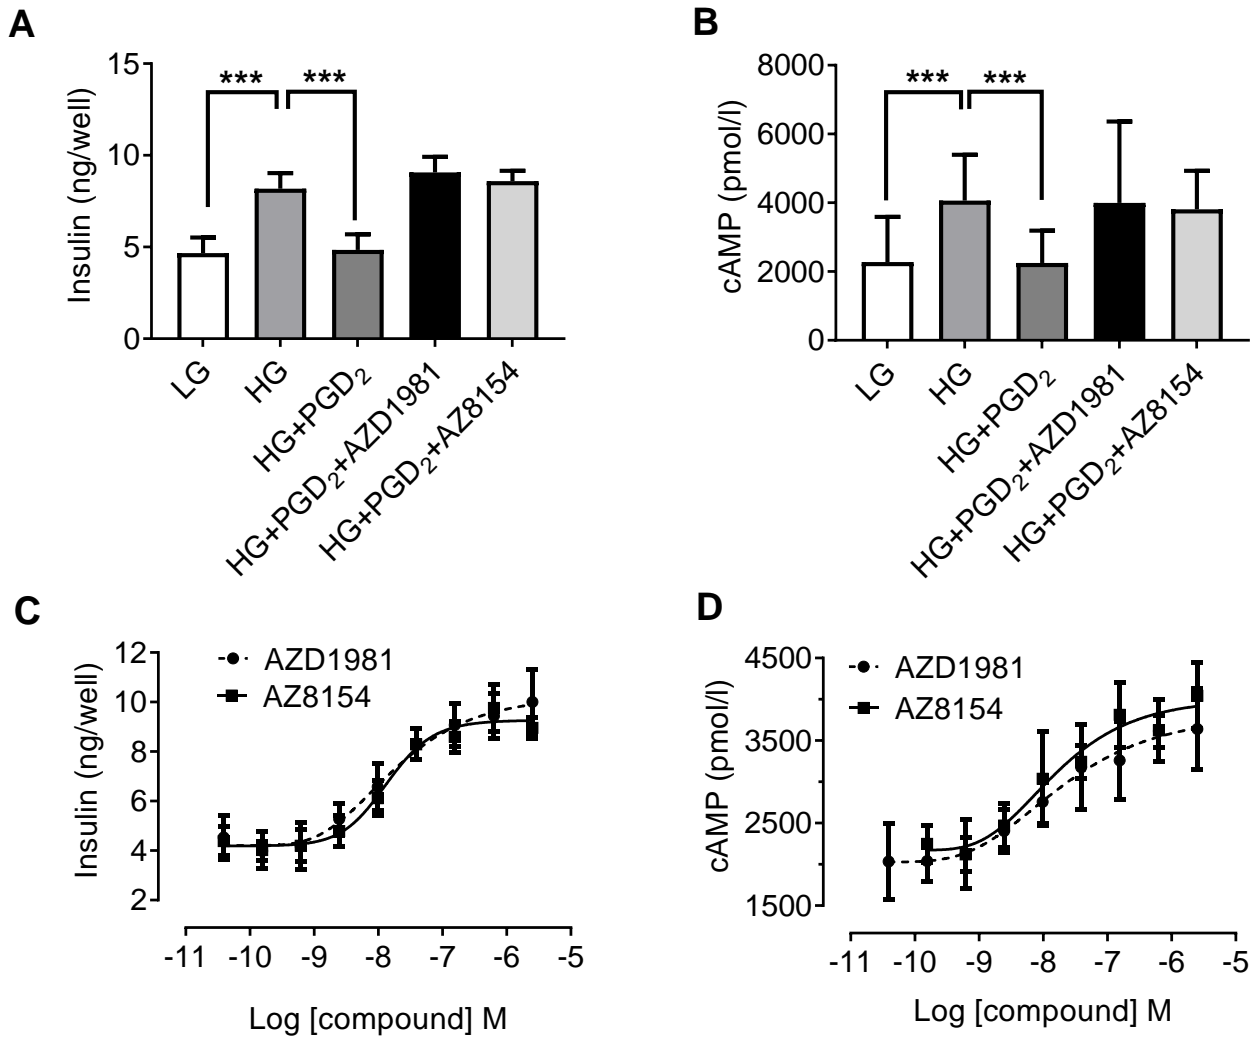 A
Insulin (ng/well)
15
10
5
0
***
***
LG
HG
HG+PGD2
HG+PGD2+AZD1981
HG+PGD2+AZ8154
B
cAMP (pmol/l)
8000
6000
4000
2000
0
***
***
LG
HG
HG+PGD2
HG+PGD2+AZD1981
HG+PGD2+AZ8154
C
Insulin (ng/well)
12
10
8
6
4
2
AZD1981
AZ8154
-11 -10 -9 -8 -7 -6 -5
Log [compound] M
D
cAMP (pmol/l)
4500
3500
2500
1500
AZD1981
AZ8154
-11 -10 -9 -8 -7 -6 -5
Log [compound] M